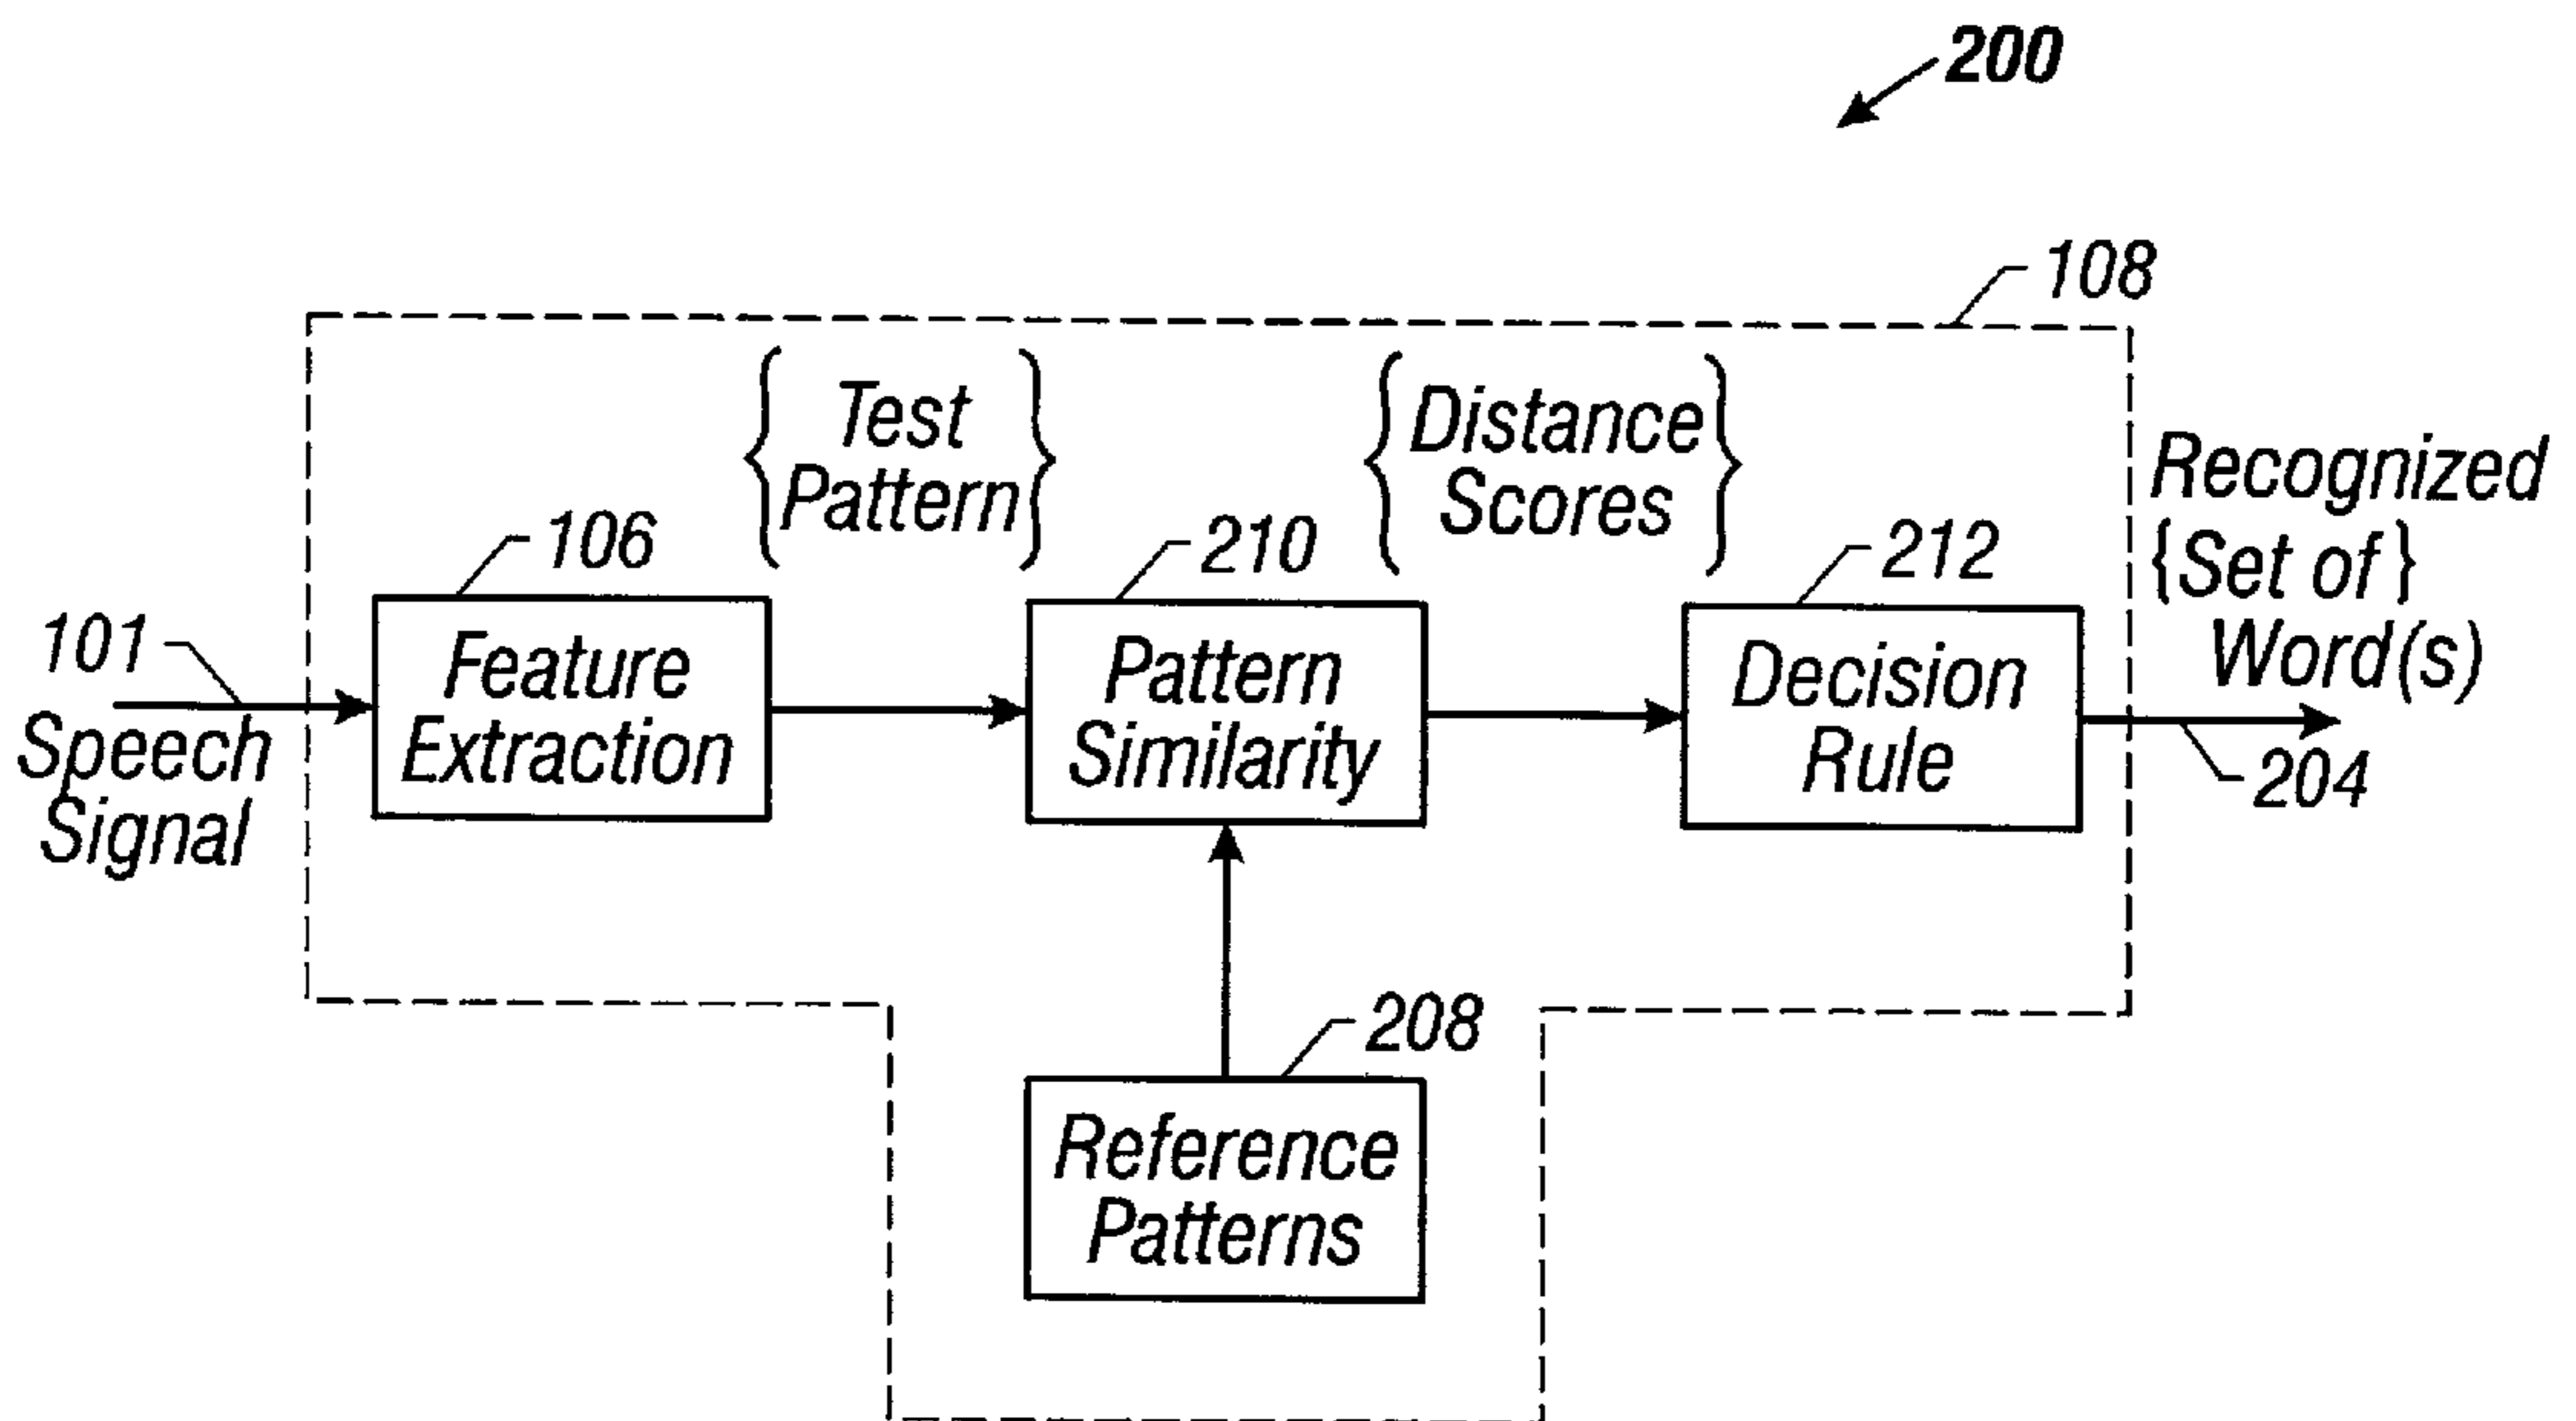 200
108
{ Test
Pattern }
{ Distance
Scores }
106
210
212
101
Speech
Signal
Feature
Extraction
Pattern
Similarity
Decision
Rule
Recognized
{Set of}
Word(s)
204
208
Reference
Patterns